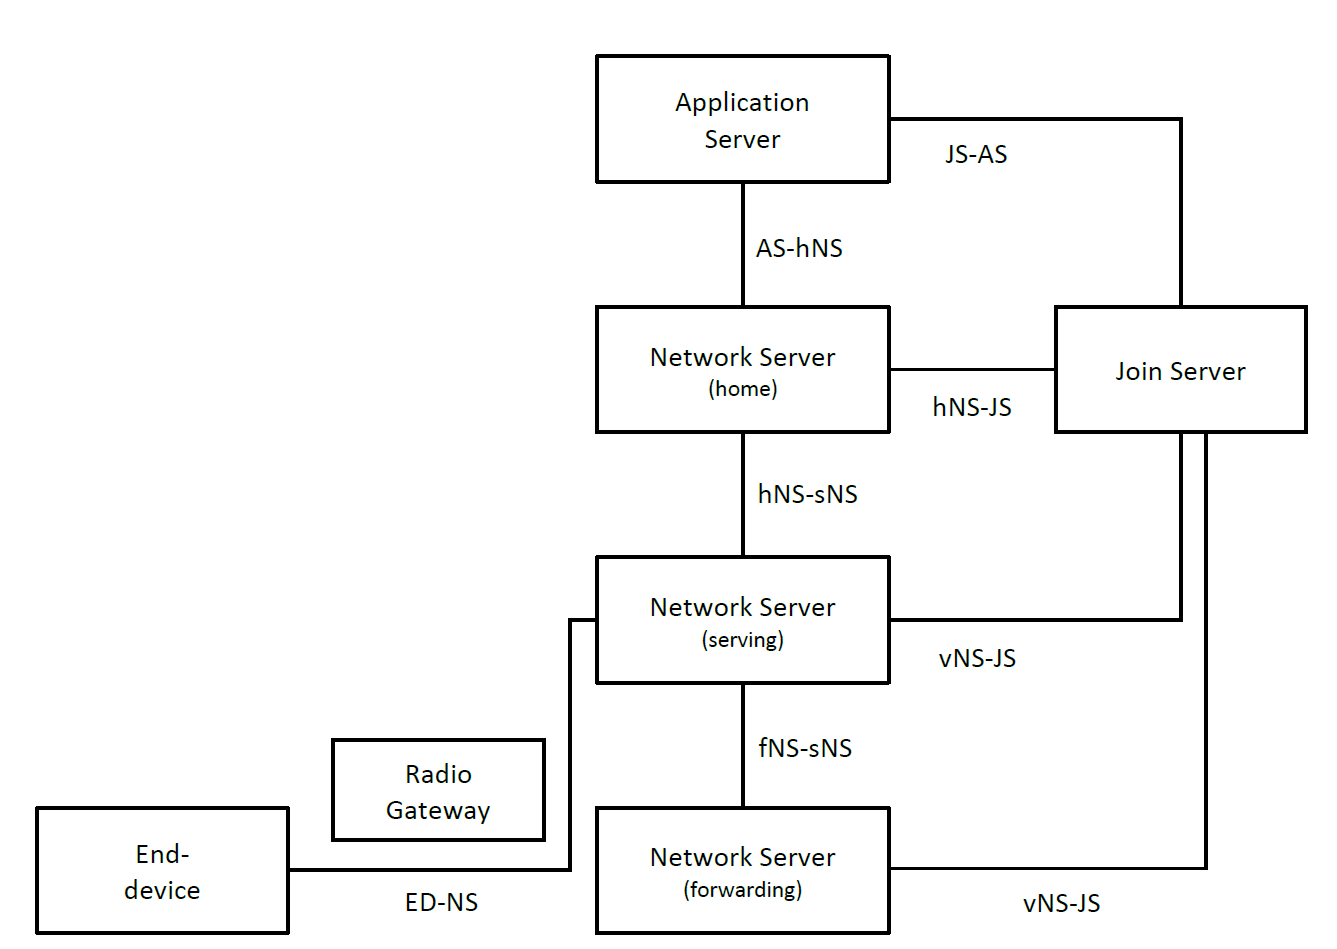 Application
Server
JS-AS
AS-hNS
Network Server
(home)
Join Server
hNS-JS
hNS-sNS
Network Server
(serving)
vNS-JS
fNS-sNS
Radio
Gateway
End-
device
ED-NS
Network Server
(forwarding)
vNS-JS